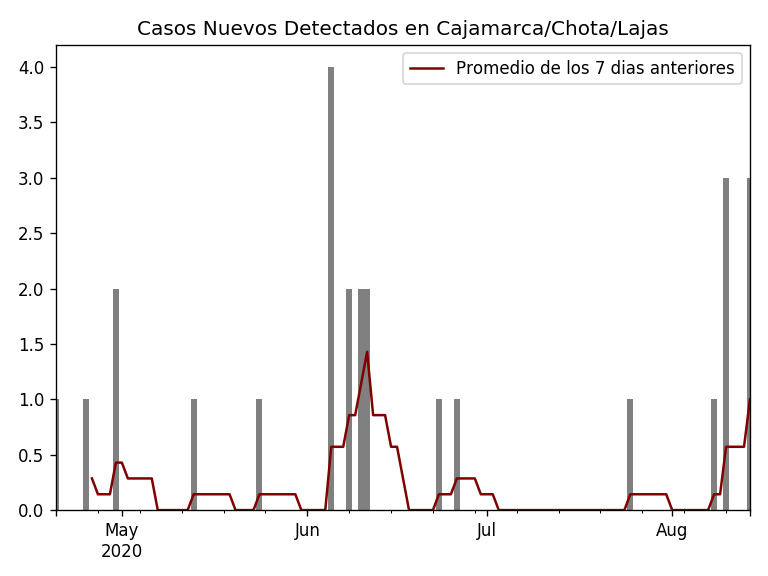 Casos Nuevos Detectados en Cajamarca/Chota/Lajas
Promedio de los 7 dias anteriores
4.0
3.5
3.0
2.5
2.0
1.5
1.0
0.5
0.0
May
2020
Jun
Jul
Aug